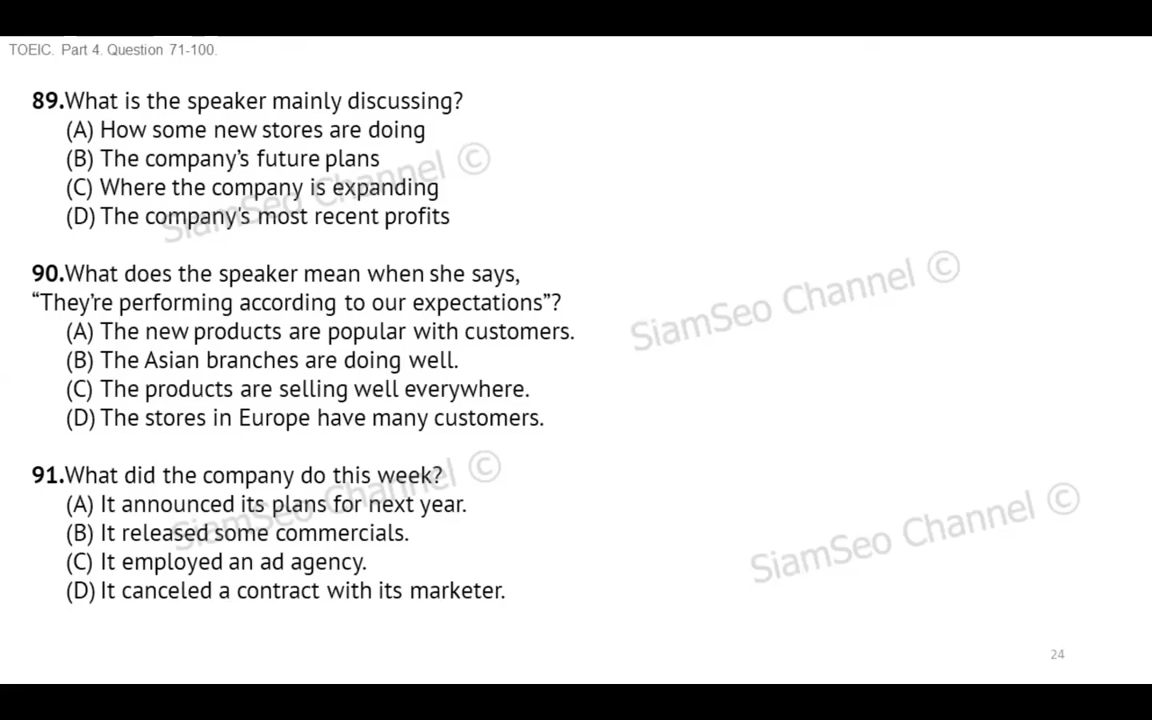 TOEIC. Part 4. Question 71-100.
89.What is the speaker mainly discussing?
(A) How some new stores are doing
(B) The company's future plans
(C) Where the company is expanding
(D) The company's most recent profits
SiamSeo Channel ©
90.What does the speaker mean when she says,
“They're performing according to our expectations”?
(A) The new products are popular with customers.
(B) The Asian branches are doing well.
(C) The products are selling well everywhere.
(D) The stores in Europe have many customers.
SiamSeo Channel ©
91.What did the company do this week?
(A) It announced its plans for next year.
(B) It released some commercials.
(C) It employed an ad agency.
(D) It canceled a contract with its marketer.
SiamSeo Channel ©
SiamSeo Channel ©
24